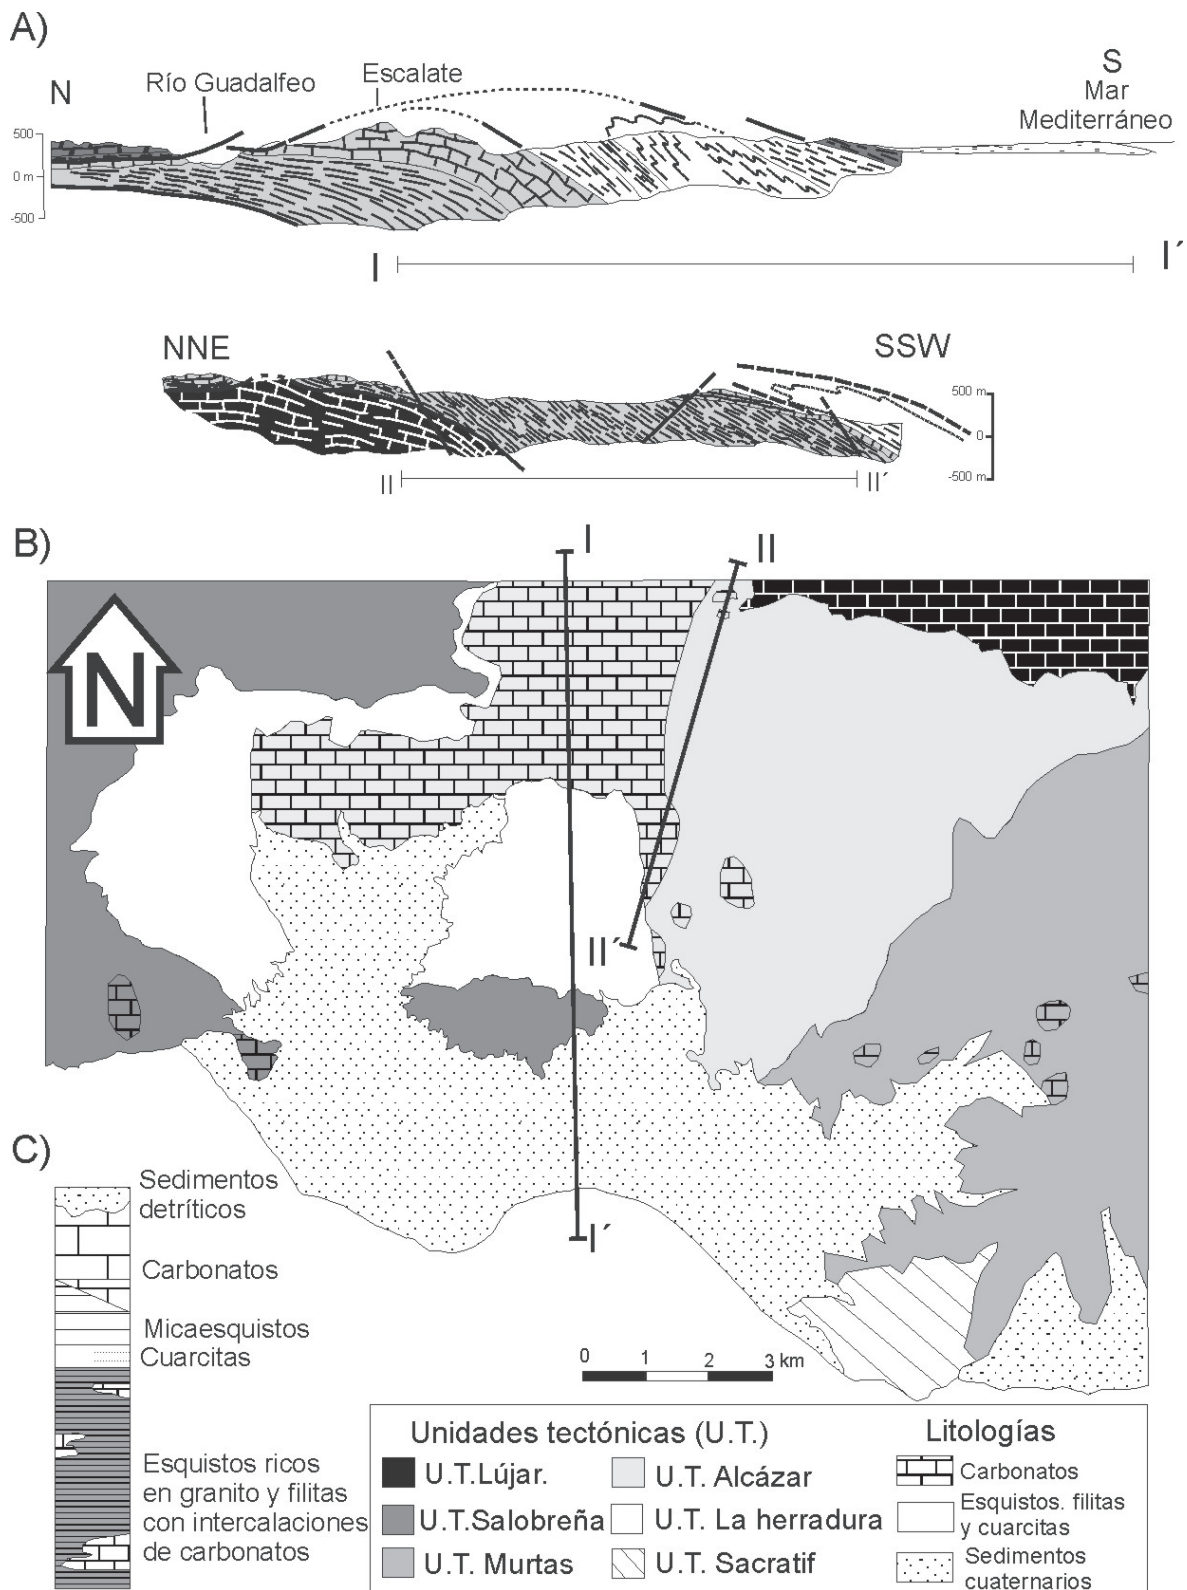 A)
N
Río Guadalfeo
Escalate
S
Mar
Mediterráneo
500
0 m
-500
I
I´
NNE
SSW
500 m
0
-500 m
II
II´
B)
I
II
N
II´
I´
C)
Sedimentos
detríticos
Carbonatos
Micaesquistos
Cuarcitas
Esquistos ricos
en granito y filitas
con intercalaciones
de carbonatos
0 1 2 3 km
Unidades tectónicas (U.T.)
U.T.Lújar.
U.T. Alcázar
U.T.Salobreña
U.T. La herradura
U.T. Murtas
U.T. Sacratif
Litologías
Carbonatos
Esquistos. filitas
y cuarcitas
Sedimentos
cuaternarios